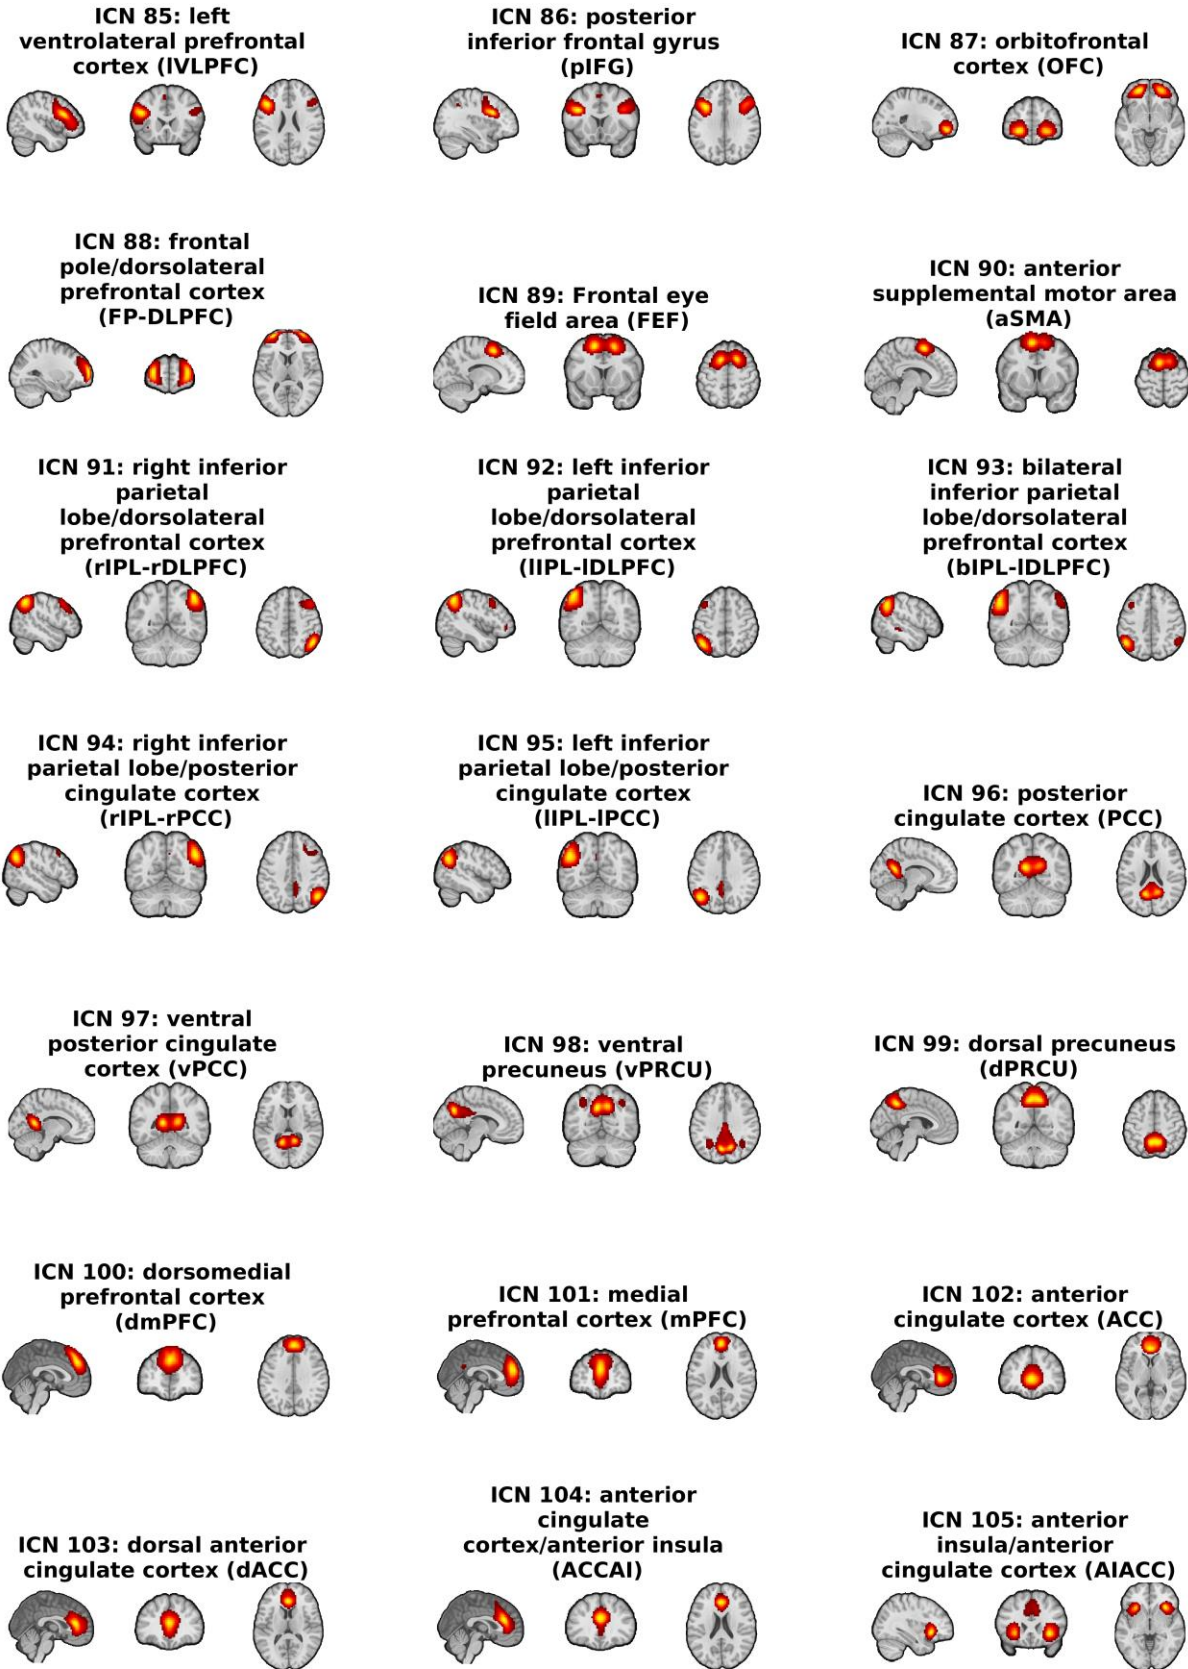 ICN 85: left
ventrolateral prefrontal
cortex (lVLPFC)
ICN 86: posterior
inferior frontal gyrus
(pIFG)
ICN 87: orbitofrontal
cortex (OFC)
ICN 88: frontal
pole/dorsolateral
prefrontal cortex
(FP-DLPFC)
ICN 89: Frontal eye
field area (FEF)
ICN 90: anterior
supplemental motor area
(aSMA)
ICN 91: right inferior
parietal
lobe/dorsolateral
prefrontal cortex
(rIPL-rDLPFC)
ICN 92: left inferior
parietal
lobe/dorsolateral
prefrontal cortex
(lIPL-lDLPFC)
ICN 93: bilateral
inferior parietal
lobe/dorsolateral
prefrontal cortex
(bIPL-lDLPFC)
ICN 94: right inferior
parietal lobe/posterior
cingulate cortex
(rIPL-rPCC)
ICN 95: left inferior
parietal lobe/posterior
cingulate cortex
(lIPL-lPCC)
ICN 96: posterior
cingulate cortex (PCC)
ICN 97: ventral
posterior cingulate
cortex (vPCC)
ICN 98: ventral
precuneus (vPRCU)
ICN 99: dorsal precuneus
(dPRCU)
ICN 100: dorsomedial
prefrontal cortex
(dmPFC)
ICN 101: medial
prefrontal cortex (mPFC)
ICN 102: anterior
cingulate cortex (ACC)
ICN 103: dorsal anterior
cingulate cortex (dACC)
ICN 104: anterior
cingulate
cortex/anterior insula
(ACCAI)
ICN 105: anterior
insula/anterior
cingulate cortex (AIACC)